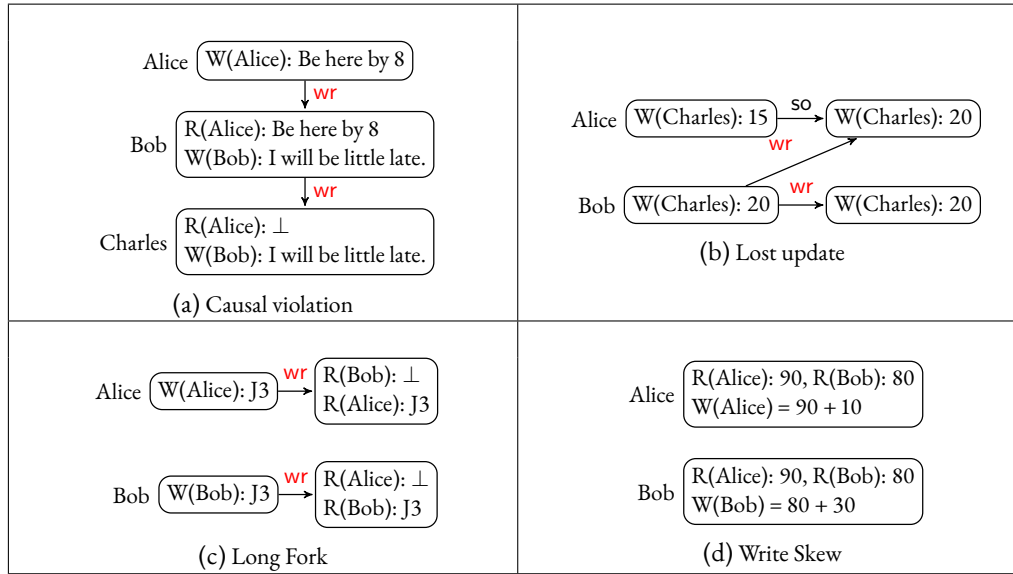 Alice
W(Alice): Be here by 8
wr
Bob
R(Alice): Be here by 8
W(Bob): I will be little late.
wr
Charles
R(Alice): ⊥
W(Bob): I will be little late.
(a) Causal violation
Alice
W(Charles): 15
so
W(Charles): 20
wr
Bob
W(Charles): 20
wr
W(Charles): 20
(b) Lost update
Alice
W(Alice): J3
wr
R(Bob): ⊥
R(Alice): J3
Bob
W(Bob): J3
wr
R(Alice): ⊥
R(Bob): J3
(c) Long Fork
Alice
R(Alice): 90, R(Bob): 80
W(Alice) = 90 + 10
Bob
R(Alice): 90, R(Bob): 80
W(Bob) = 80 + 30
(d) Write Skew